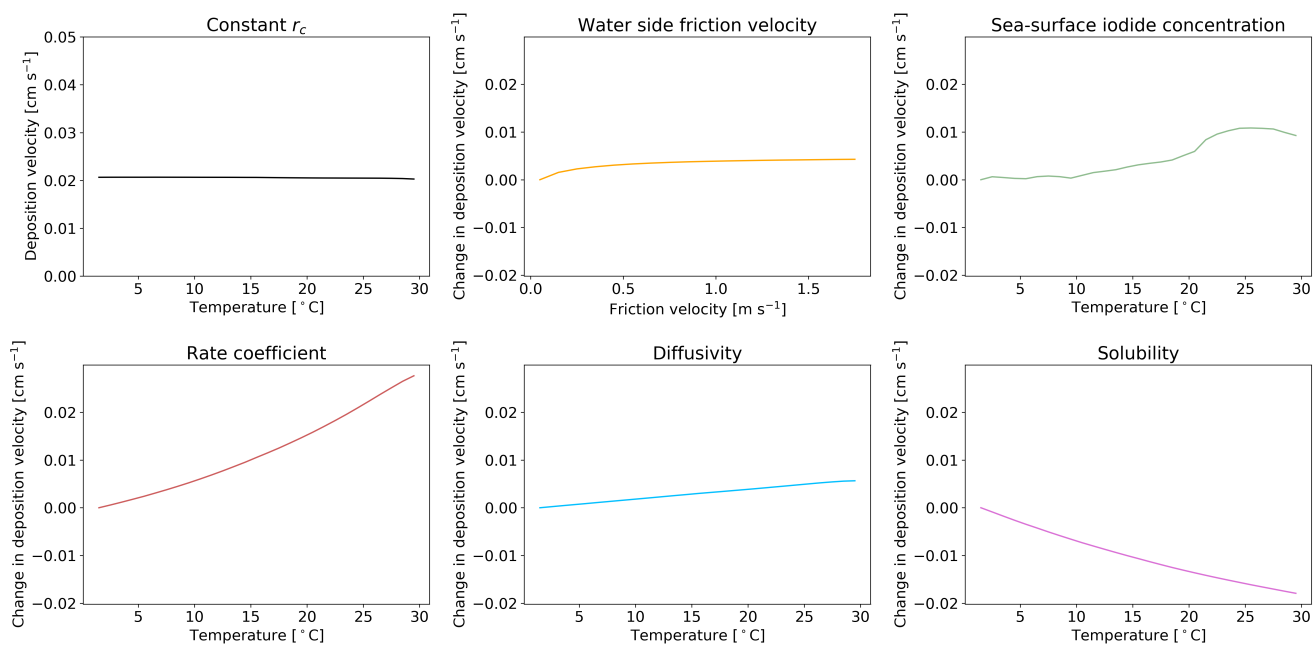 Constant r_c
Deposition velocity [cm s⁻¹]
0.05
0.04
0.03
0.02
0.01
0.00
5 10 15 20 25 30
Temperature [°C]
Water side friction velocity
Change in deposition velocity [cm s⁻¹]
0.02
0.01
0.00
−0.01
−0.02
0.0 0.5 1.0 1.5
Friction velocity [m s⁻¹]
Sea-surface iodide concentration
Change in deposition velocity [cm s⁻¹]
0.02
0.01
0.00
−0.01
−0.02
5 10 15 20 25 30
Temperature [°C]
Rate coefficient
Change in deposition velocity [cm s⁻¹]
0.02
0.01
0.00
−0.01
−0.02
5 10 15 20 25 30
Temperature [°C]
Diffusivity
Change in deposition velocity [cm s⁻¹]
0.02
0.01
0.00
−0.01
−0.02
5 10 15 20 25 30
Temperature [°C]
Solubility
Change in deposition velocity [cm s⁻¹]
0.02
0.01
0.00
−0.01
−0.02
5 10 15 20 25 30
Temperature [°C]